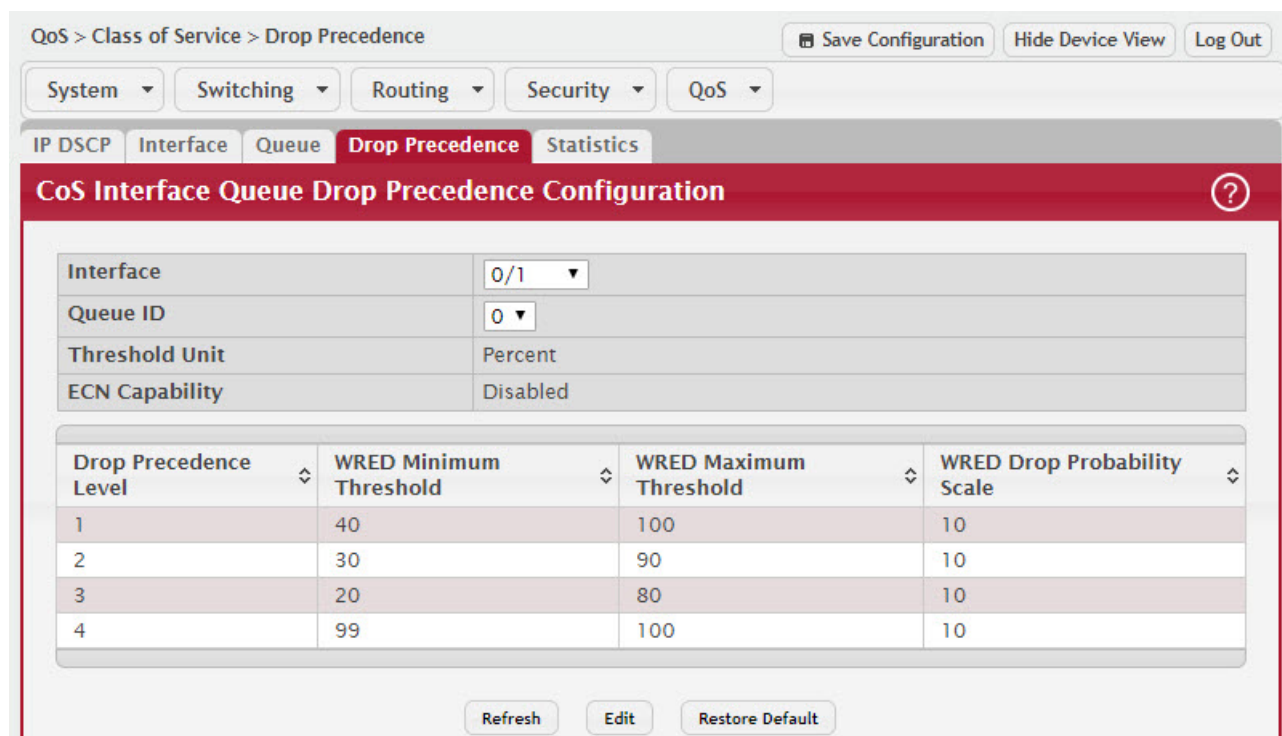 QoS > Class of Service > Drop Precedence
Save Configuration
Hide Device View
Log Out
System
Switching
Routing
Security
QoS
IP DSCP
Interface
Queue
Drop Precedence
Statistics
CoS Interface Queue Drop Precedence Configuration
?
Interface
0/1
Queue ID
0
Threshold Unit
Percent
ECN Capability
Disabled
Drop Precedence
Level
WRED Minimum
Threshold
WRED Maximum
Threshold
WRED Drop Probability
Scale
1 40 100 10
2 30 90 10
3 20 80 10
4 99 100 10
Refresh
Edit
Restore Default